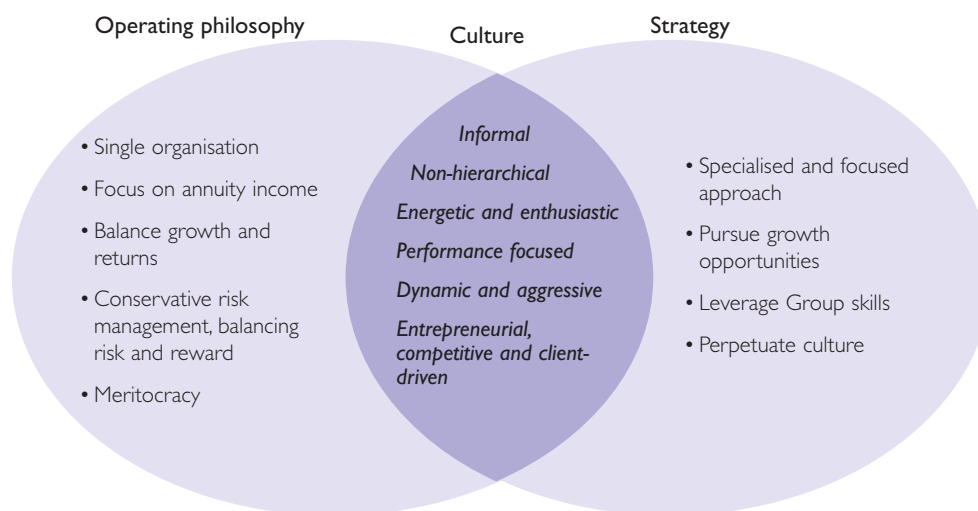 Operating philosophy
Culture
Strategy
• Single organisation
• Focus on annuity income
• Balance growth and
returns
• Conservative risk
management, balancing
risk and reward
• Meritocracy
Informal
Non-hierarchical
Energetic and enthusiastic
Performance focused
Dynamic and aggressive
Entrepreneurial,
competitive and client-
driven
• Specialised and focused
approach
• Pursue growth
opportunities
• Leverage Group skills
• Perpetuate culture